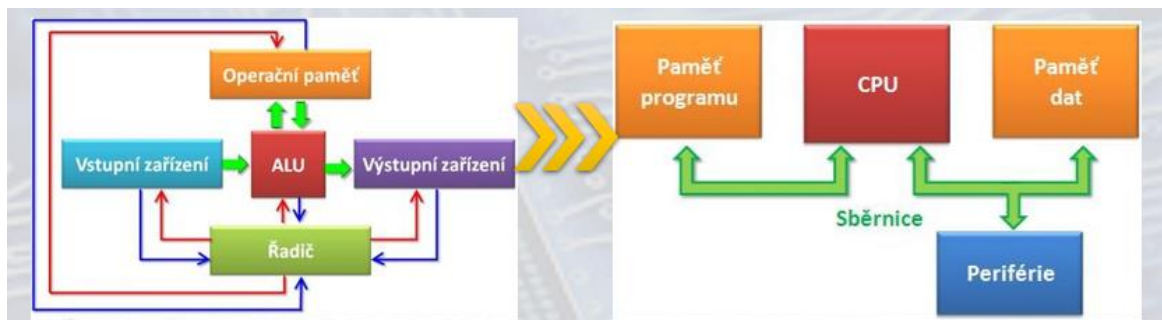 Operační paměť
Vstupní zařízení
ALU
Výstupní zařízení
Řadič
Paměť
programu
CPU
Paměť
dat
Sběrnice
Periférie